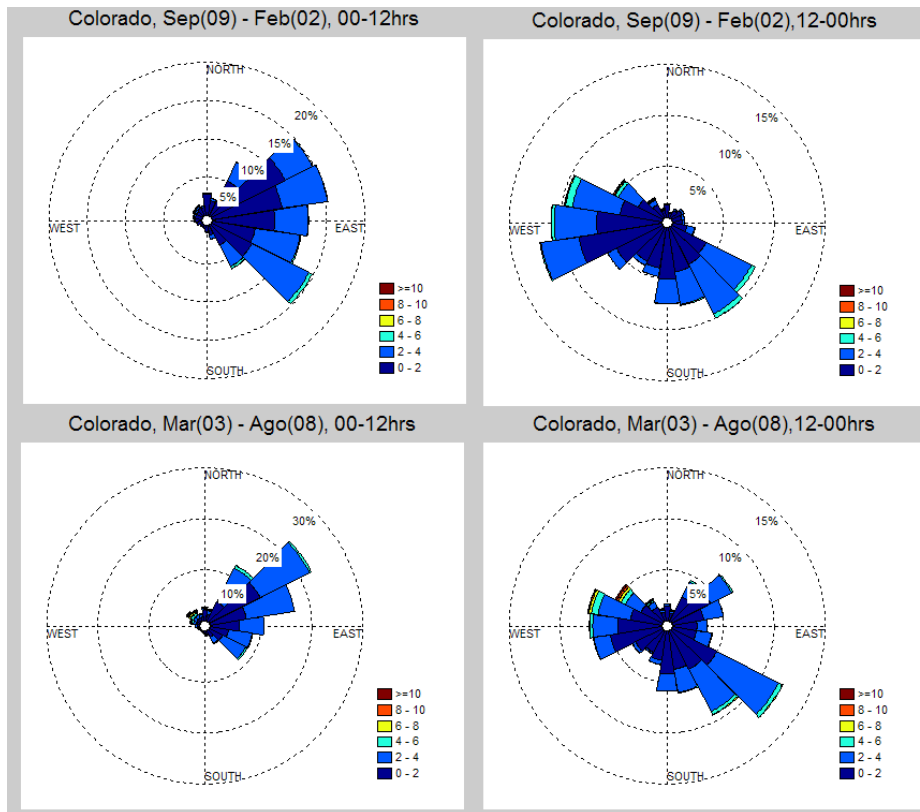 Colorado, Sep(09) - Feb(02), 00-12hrs
NORTH
20%
15%
10%
5%
WEST
EAST
SOUTH
>=10
8 - 10
6 - 8
4 - 6
2 - 4
0 - 2
Colorado, Sep(09) - Feb(02),12-00hrs
NORTH
15%
10%
5%
WEST
EAST
SOUTH
>=10
8 - 10
6 - 8
4 - 6
2 - 4
0 - 2
Colorado, Mar(03) - Ago(08), 00-12hrs
NORTH
30%
20%
10%
WEST
EAST
SOUTH
>=10
8 - 10
6 - 8
4 - 6
2 - 4
0 - 2
Colorado, Mar(03) - Ago(08),12-00hrs
NORTH
15%
10%
5%
WEST
EAST
SOUTH
>=10
8 - 10
6 - 8
4 - 6
2 - 4
0 - 2